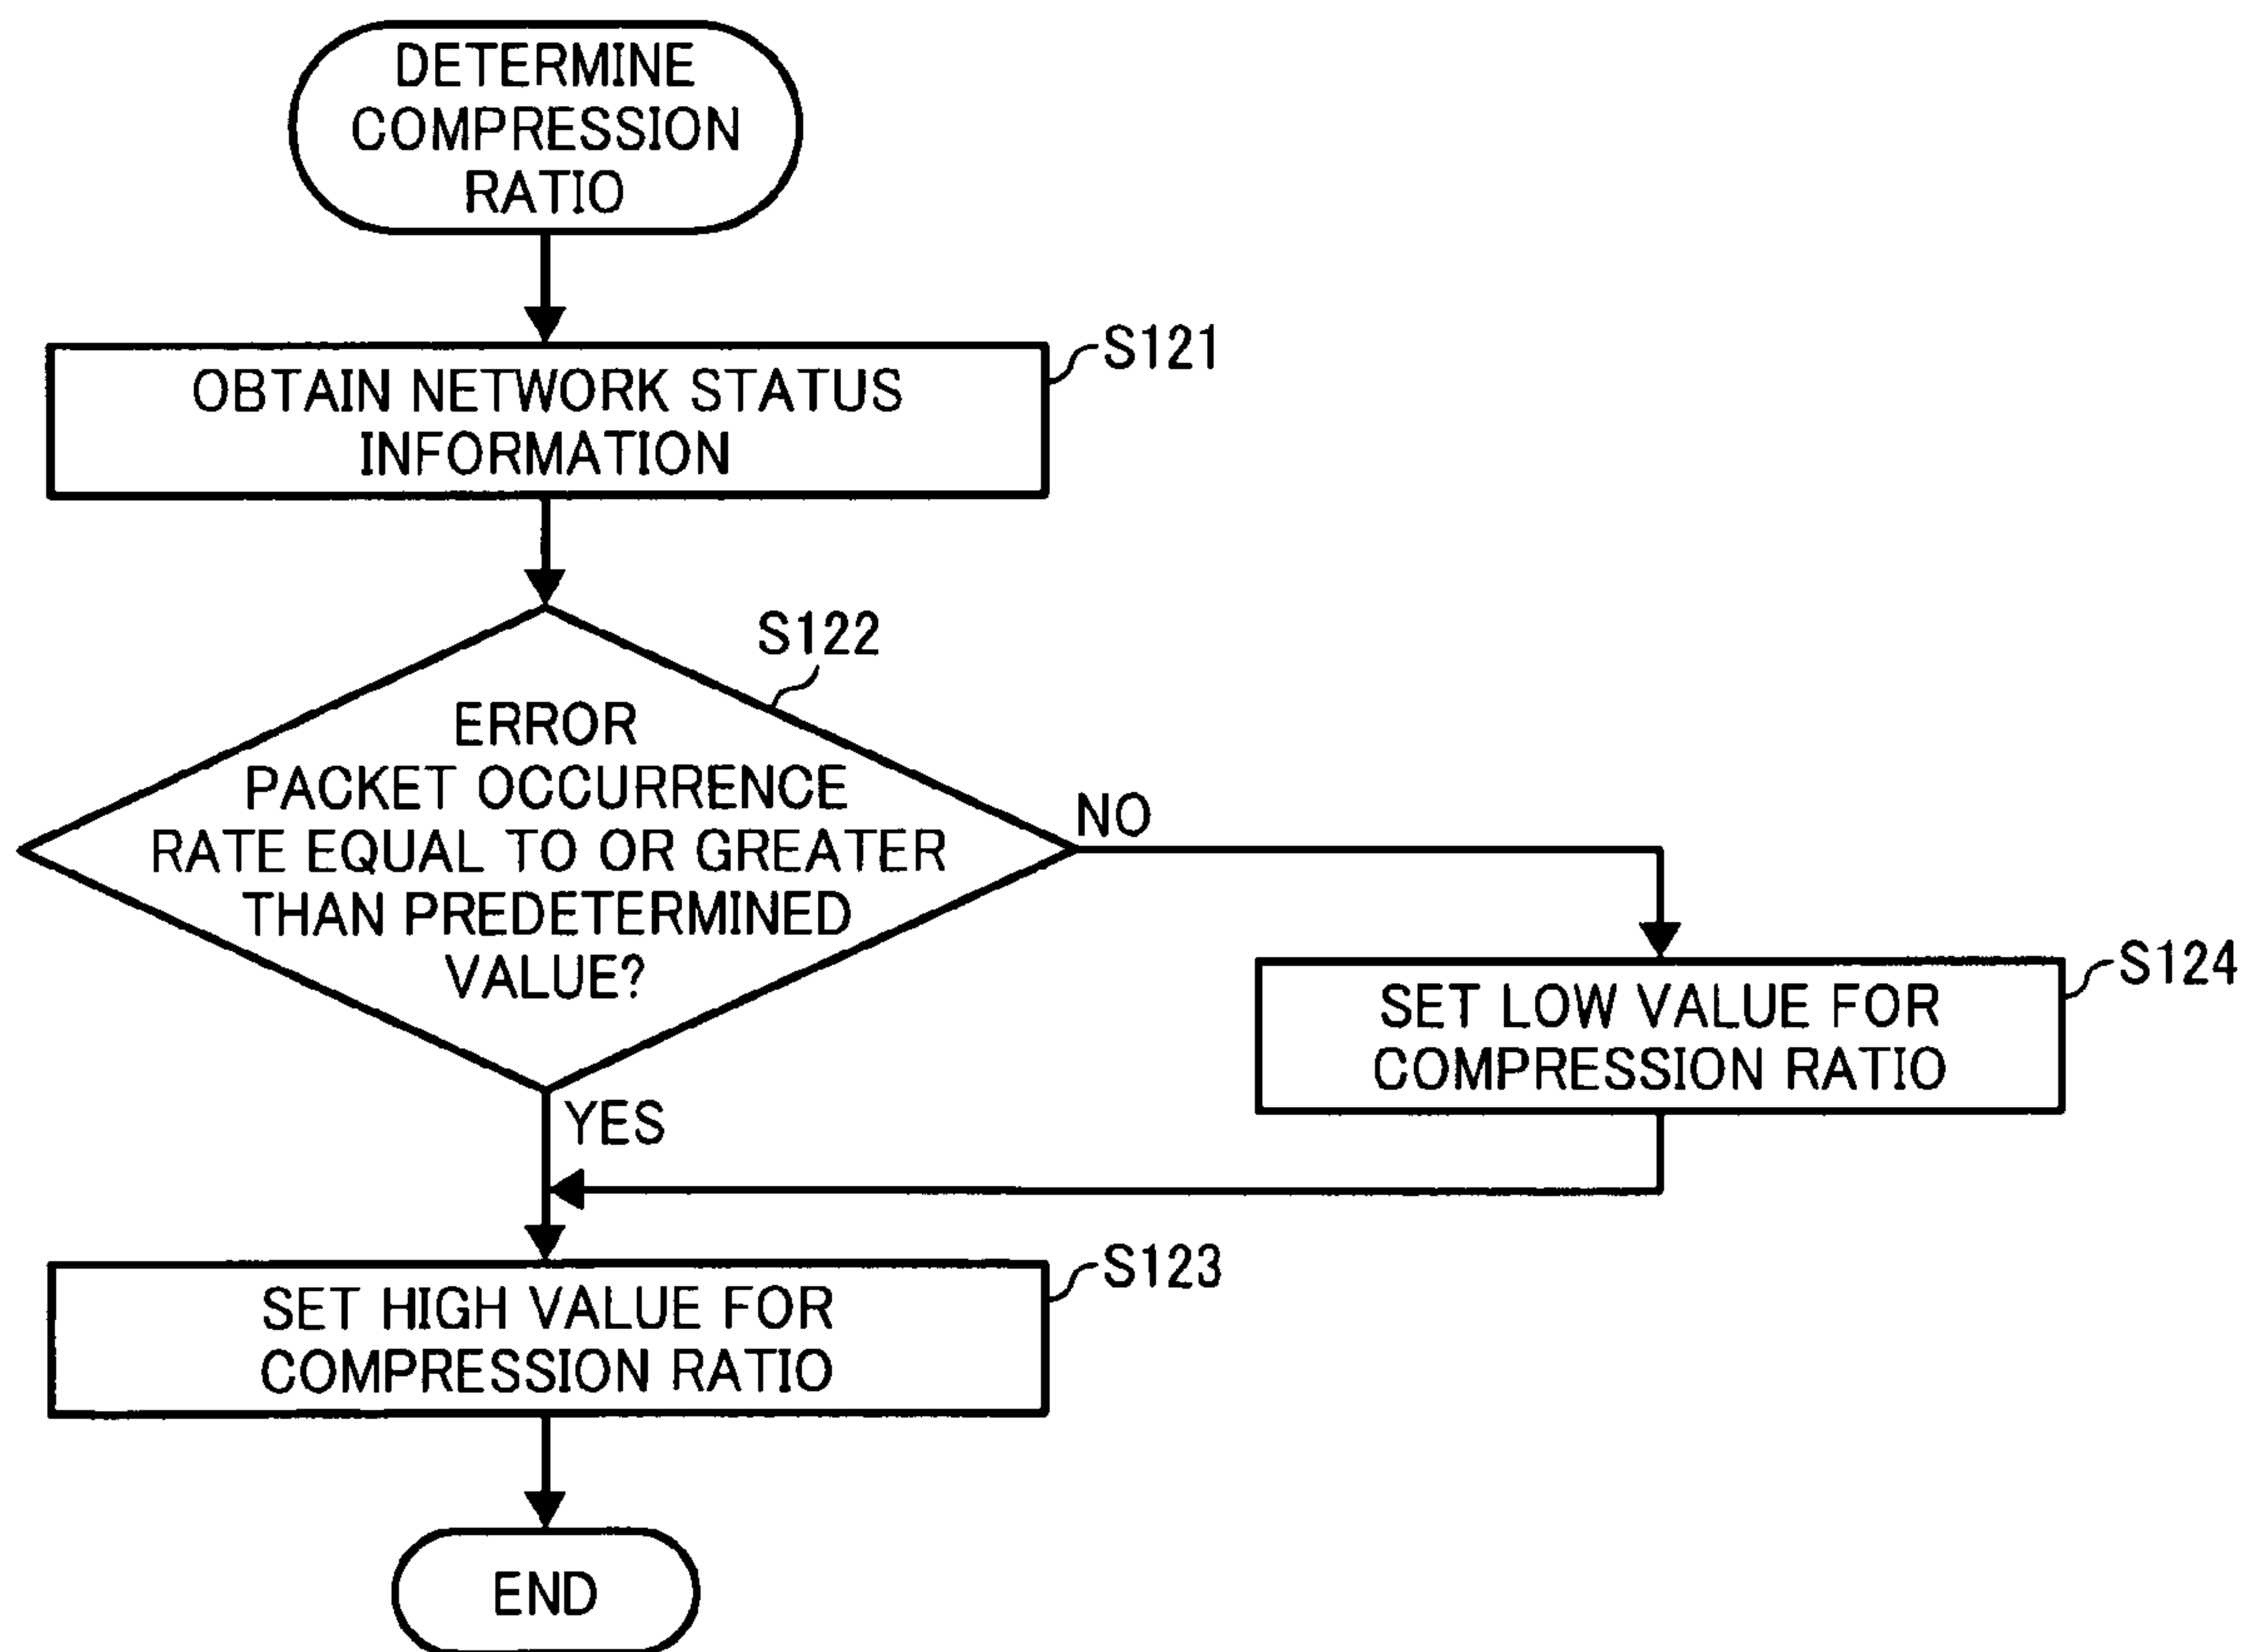 DETERMINE
COMPRESSION
RATIO
S121
OBTAIN NETWORK STATUS
INFORMATION
S122
ERROR
PACKET OCCURRENCE
RATE EQUAL TO OR GREATER
THAN PREDETERMINED
VALUE?
NO
YES
S124
SET LOW VALUE FOR
COMPRESSION RATIO
S123
SET HIGH VALUE FOR
COMPRESSION RATIO
END